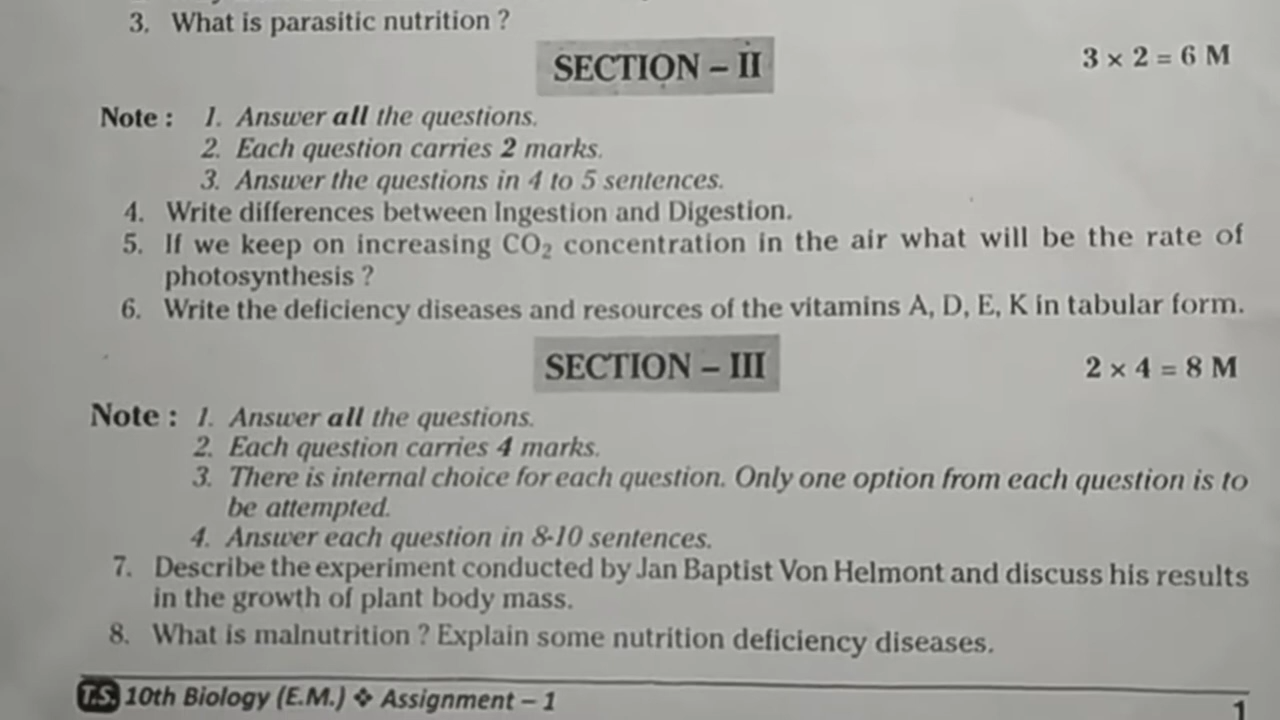 3. What is parasitic nutrition ?
SECTION – II
3 × 2 = 6 M
Note : 1. Answer all the questions.
2. Each question carries 2 marks.
3. Answer the questions in 4 to 5 sentences.
4. Write differences between Ingestion and Digestion.
5. If we keep on increasing CO₂ concentration in the air what will be the rate of
photosynthesis ?
6. Write the deficiency diseases and resources of the vitamins A, D, E, K in tabular form.
SECTION – III
2 × 4 = 8 M
Note : 1. Answer all the questions.
2. Each question carries 4 marks.
3. There is internal choice for each question. Only one option from each question is to
be attempted.
4. Answer each question in 8-10 sentences.
7. Describe the experiment conducted by Jan Baptist Von Helmont and discuss his results
in the growth of plant body mass.
8. What is malnutrition ? Explain some nutrition deficiency diseases.
T.S. 10th Biology (E.M.) ❖ Assignment – 1
1